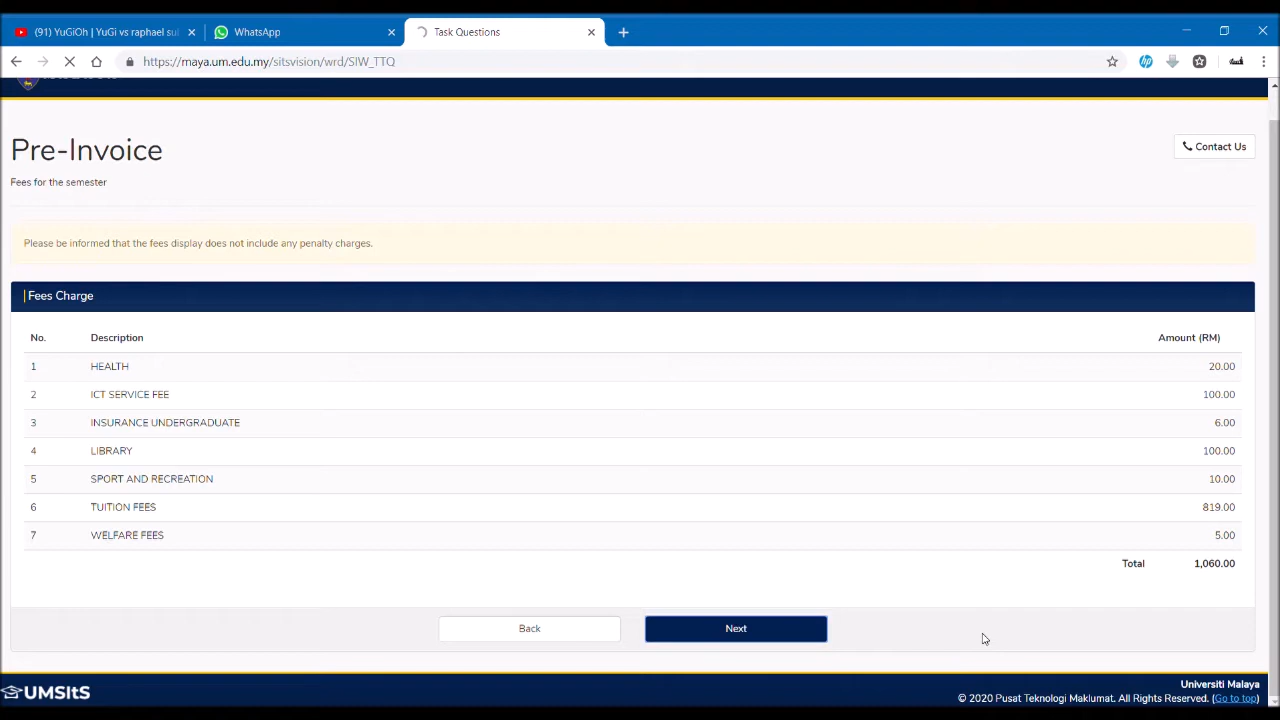 (91) YuGiOh | YuGi vs raphael sul
WhatsApp
Task Questions
https://maya.um.edu.my/sitsvision/wrd/SIW_TTQ
Pre-Invoice
Contact Us
Fees for the semester
Please be informed that the fees display does not include any penalty charges.
Fees Charge
No. Description Amount (RM)
1 HEALTH 20.00
2 ICT SERVICE FEE 100.00
3 INSURANCE UNDERGRADUATE 6.00
4 LIBRARY 100.00
5 SPORT AND RECREATION 10.00
6 TUITION FEES 819.00
7 WELFARE FEES 5.00
Total 1,060.00
Back Next
UMSItS
Universiti Malaya
© 2020 Pusat Teknologi Maklumat. All Rights Reserved. (Go to top)